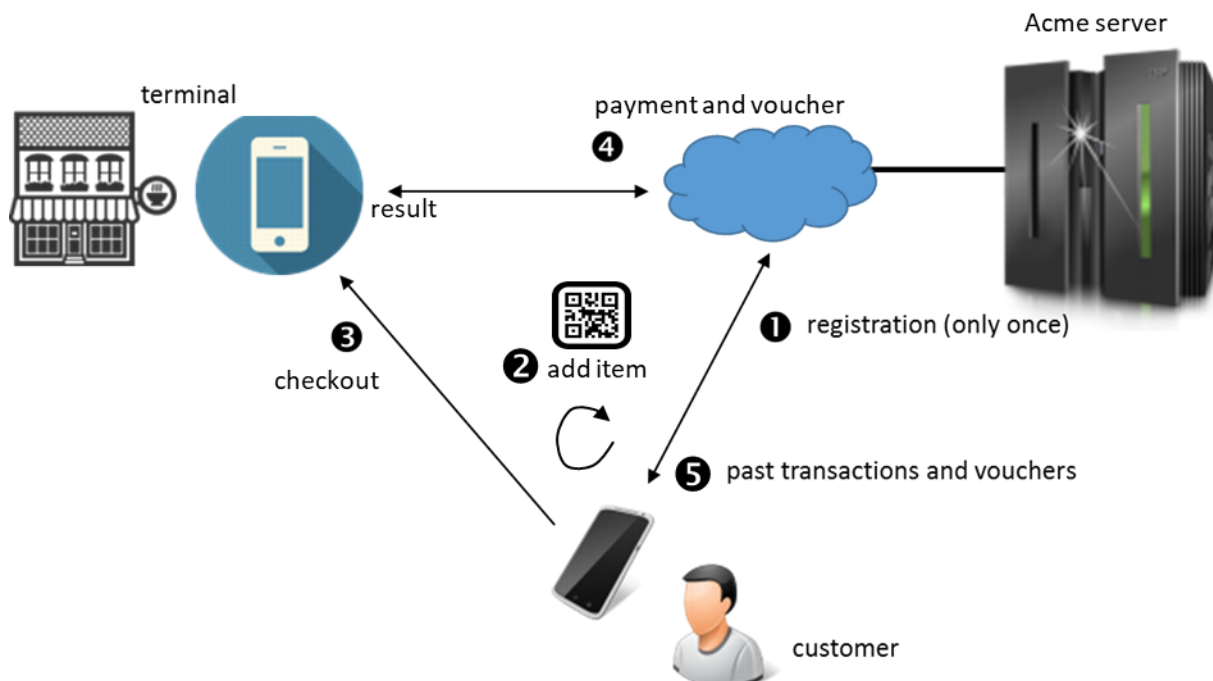 Acme server
terminal
payment and voucher
❹
result
❸
checkout
❷ add item
❶ registration (only once)
❺ past transactions and vouchers
customer